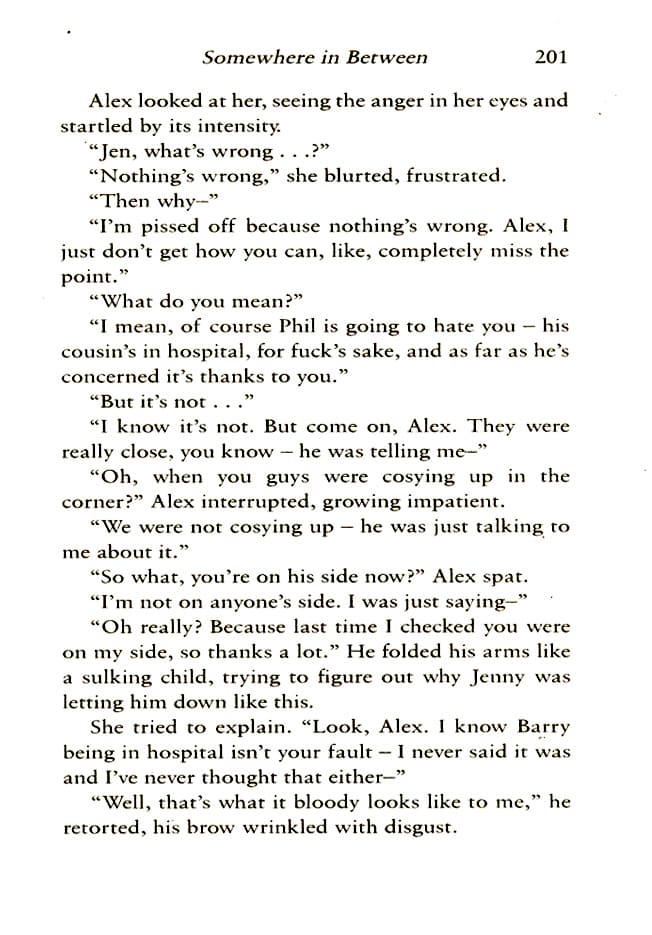 Somewhere in Between 201
Alex looked at her, seeing the anger in her eyes and
startled by its intensity.
“Jen, what’s wrong . . .?”
“Nothing’s wrong,” she blurted, frustrated.
“Then why–”
“I’m pissed off because nothing’s wrong. Alex, I
just don’t get how you can, like, completely miss the
point.”
“What do you mean?”
“I mean, of course Phil is going to hate you – his
cousin’s in hospital, for fuck’s sake, and as far as he’s
concerned it’s thanks to you.”
“But it’s not . . .”
“I know it’s not. But come on, Alex. They were
really close, you know – he was telling me–”
“Oh, when you guys were cosying up in the
corner?” Alex interrupted, growing impatient.
“We were not cosying up – he was just talking to
me about it.”
“So what, you’re on his side now?” Alex spat.
“I’m not on anyone’s side. I was just saying–”
“Oh really? Because last time I checked you were
on my side, so thanks a lot.” He folded his arms like
a sulking child, trying to figure out why Jenny was
letting him down like this.
She tried to explain. “Look, Alex. I know Barry
being in hospital isn’t your fault – I never said it was
and I’ve never thought that either–”
“Well, that’s what it bloody looks like to me,” he
retorted, his brow wrinkled with disgust.